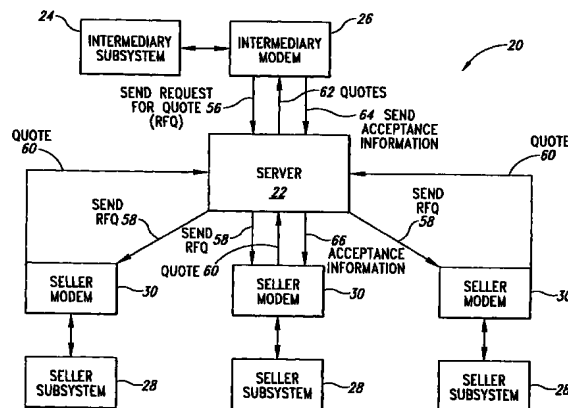 24
26
20
INTERMEDIARY
SUBSYSTEM
INTERMEDIARY
MODEM
SEND REQUEST
FOR QUOTE 56
(RFQ)
62 QUOTES
64 SEND
ACCEPTANCE
INFORMATION
QUOTE
60
QUOTE
60
SERVER
22
SEND
RFQ 58
SEND
RFQ 58
QUOTE 60
66
ACCEPTANCE
INFORMATION
SEND
RFQ
58
SELLER
MODEM
30
SELLER
MODEM
30
SELLER
MODEM
30
SELLER
SUBSYSTEM
28
SELLER
SUBSYSTEM
28
SELLER
SUBSYSTEM
28